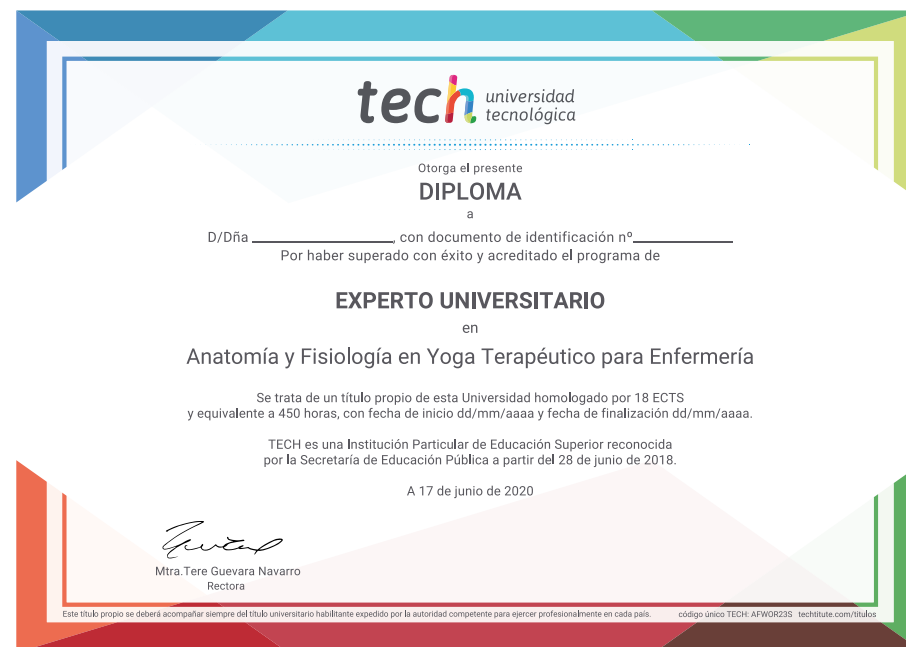 tech universidad
tecnológica
Otorga el presente
DIPLOMA
a
D/Dña ______________, con documento de identificación nº__________
Por haber superado con éxito y acreditado el programa de
EXPERTO UNIVERSITARIO
en
Anatomía y Fisiología en Yoga Terapéutico para Enfermería
Se trata de un título propio de esta Universidad homologado por 18 ECTS
y equivalente a 450 horas, con fecha de inicio dd/mm/aaaa y fecha de finalización dd/mm/aaaa.
TECH es una Institución Particular de Educación Superior reconocida
por la Secretaría de Educación Pública a partir del 28 de junio de 2018.
A 17 de junio de 2020
Mtra.Tere Guevara Navarro
Rectora
Este título propio se deberá acompañar siempre del título universitario habilitante expedido por la autoridad competente para ejercer profesionalmente en cada país. código único TECH: AFWOR23S techtitute.com/titulos